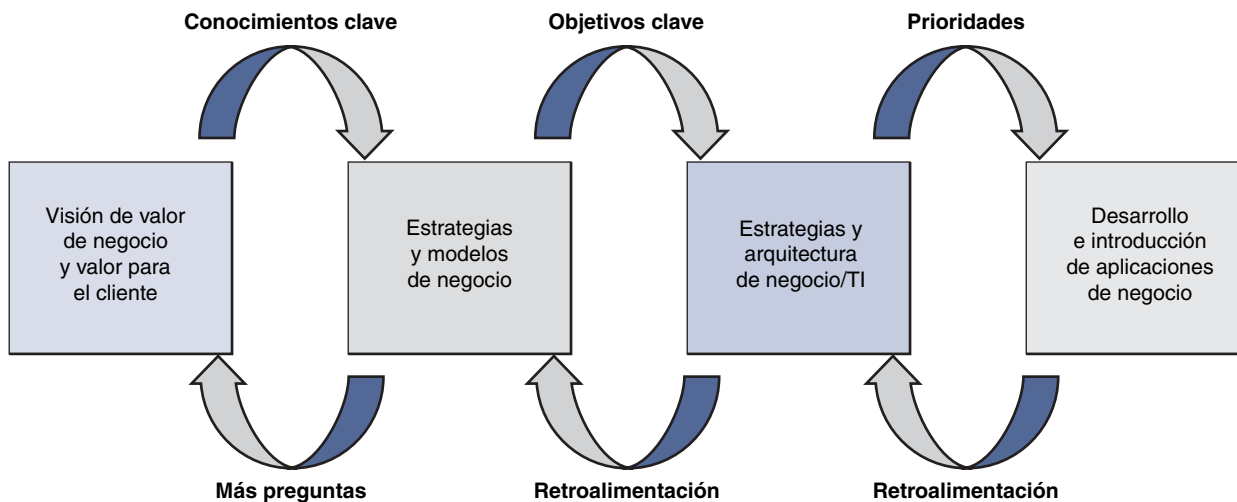 Conocimientos clave
Objetivos clave
Prioridades
Visión de valor
de negocio
y valor para
el cliente
Estrategias
y modelos
de negocio
Estrategias y
arquitectura
de negocio/TI
Desarrollo
e introducción
de aplicaciones
de negocio
Más preguntas
Retroalimentación
Retroalimentación